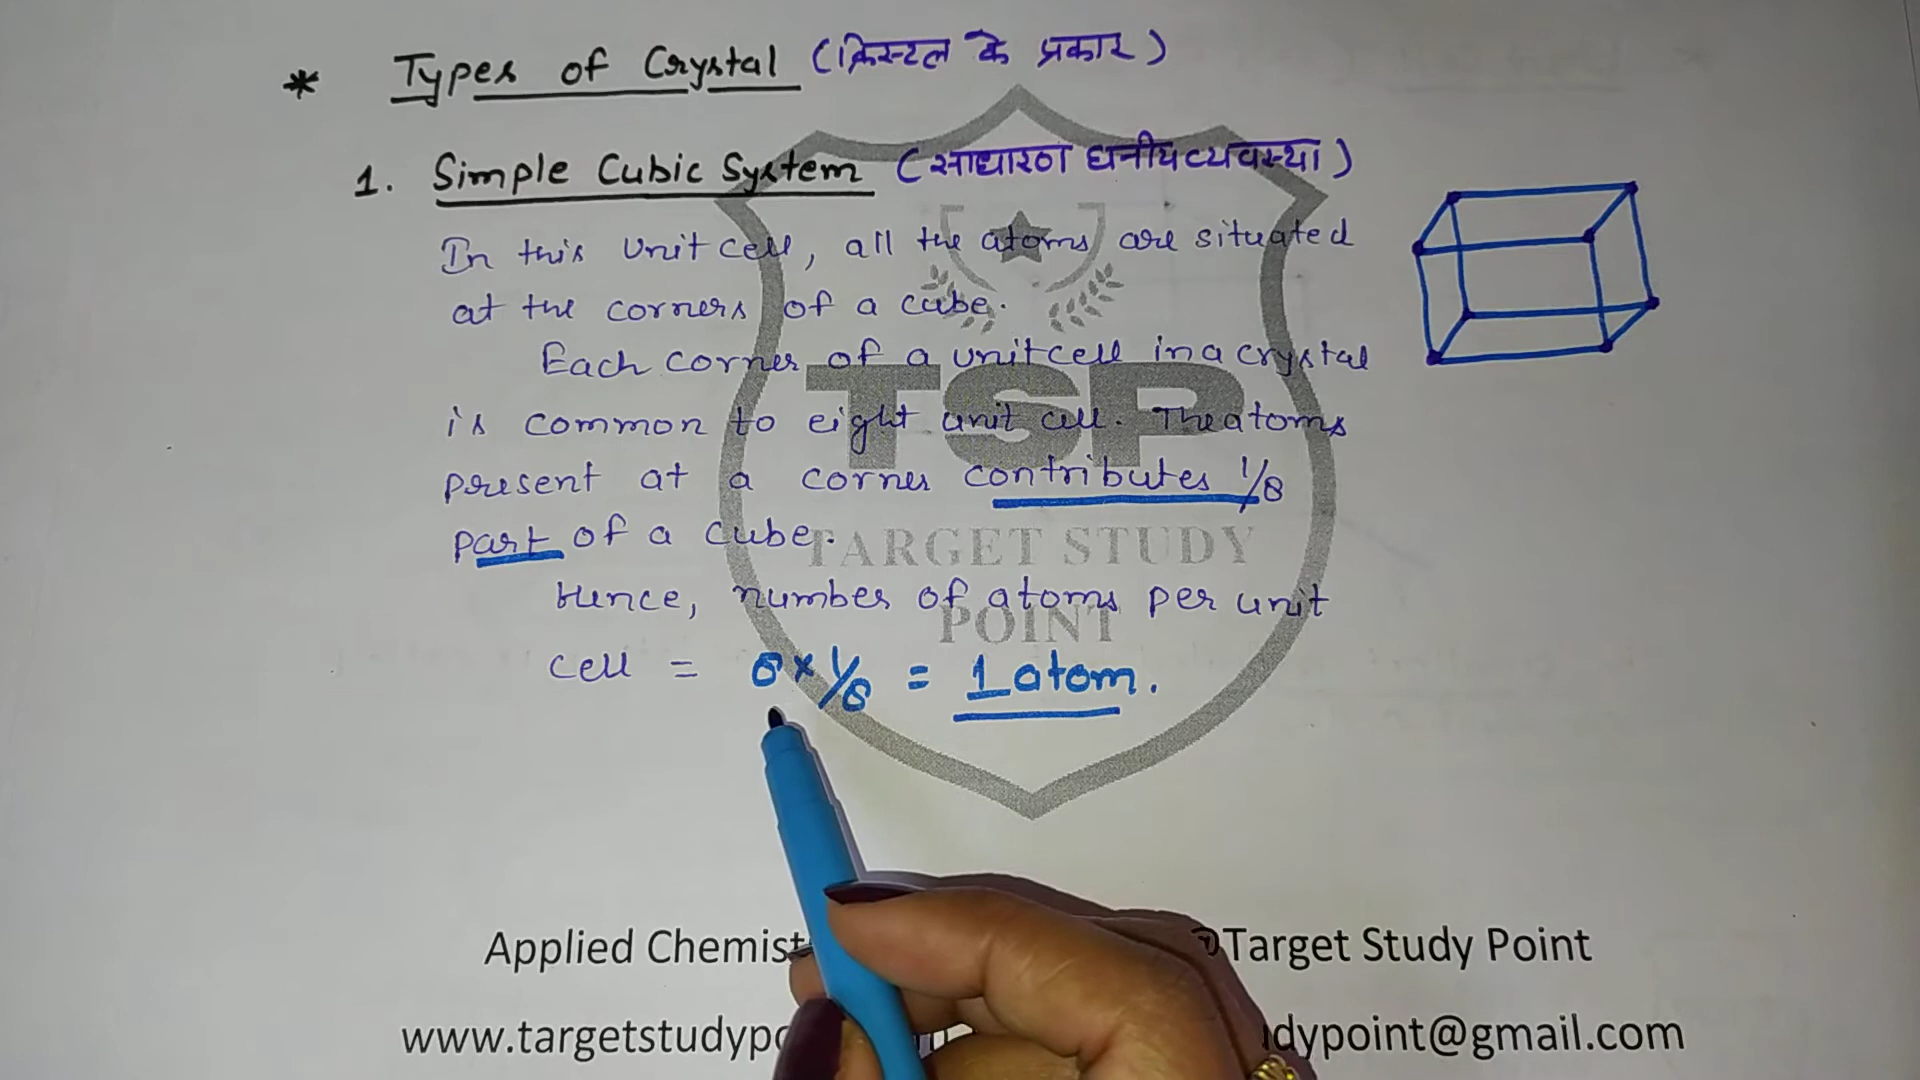 * Types of Crystal (क्रिस्टल के प्रकार)
1. Simple Cubic System (साधारण घनीय व्यवस्था)
In this Unit cell, all the atoms are situated
at the corners of a cube.
Each corner of a unit cell in a crystal
is common to eight unit cell. The atoms
present at a corner contributes 1/8
part of a cube.
Hence, number of atoms per unit
cell = 8 × 1/8 = 1 atom.
TSP
TARGET STUDY
POINT
Applied Chemist @Target Study Point
www.targetstudypo dypoint@gmail.com